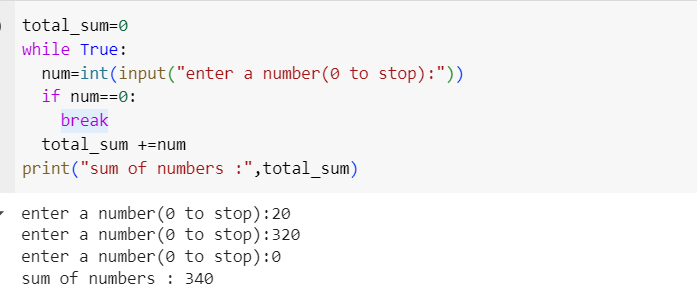 total_sum=0
while True:
  num=int(input("enter a number(0 to stop):"))
  if num==0:
    break
  total_sum +=num
print("sum of numbers :",total_sum)
enter a number(0 to stop):20
enter a number(0 to stop):320
enter a number(0 to stop):0
sum of numbers : 340